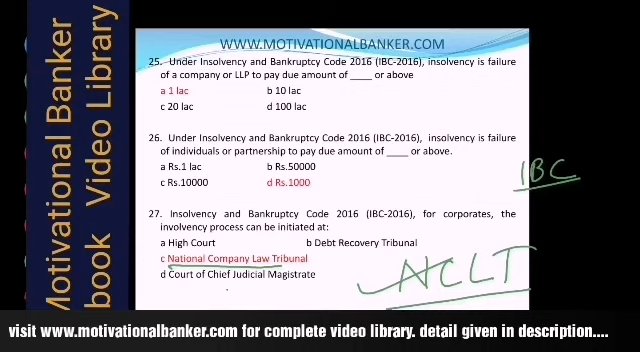 Motivational Banker
book Video Library
WWW.MOTIVATIONALBANKER.COM
25. Under Insolvency and Bankruptcy Code 2016 (IBC-2016), insolvency is failure
of a company or LLP to pay due amount of ____ or above
a 1 lac b 10 lac
c 20 lac d 100 lac
26. Under Insolvency and Bankruptcy Code 2016 (IBC-2016), insolvency is failure
of individuals or partnership to pay due amount of ____ or above.
a Rs.1 lac b Rs.50000
c Rs.10000 d Rs.1000
IBC
27. Insolvency and Bankruptcy Code 2016 (IBC-2016), for corporates, the
involvency process can be initiated at:
a High Court b Debt Recovery Tribunal
c National Company Law Tribunal
d Court of Chief Judicial Magistrate
NCLT
visit www.motivationalbanker.com for complete video library. detail given in description....